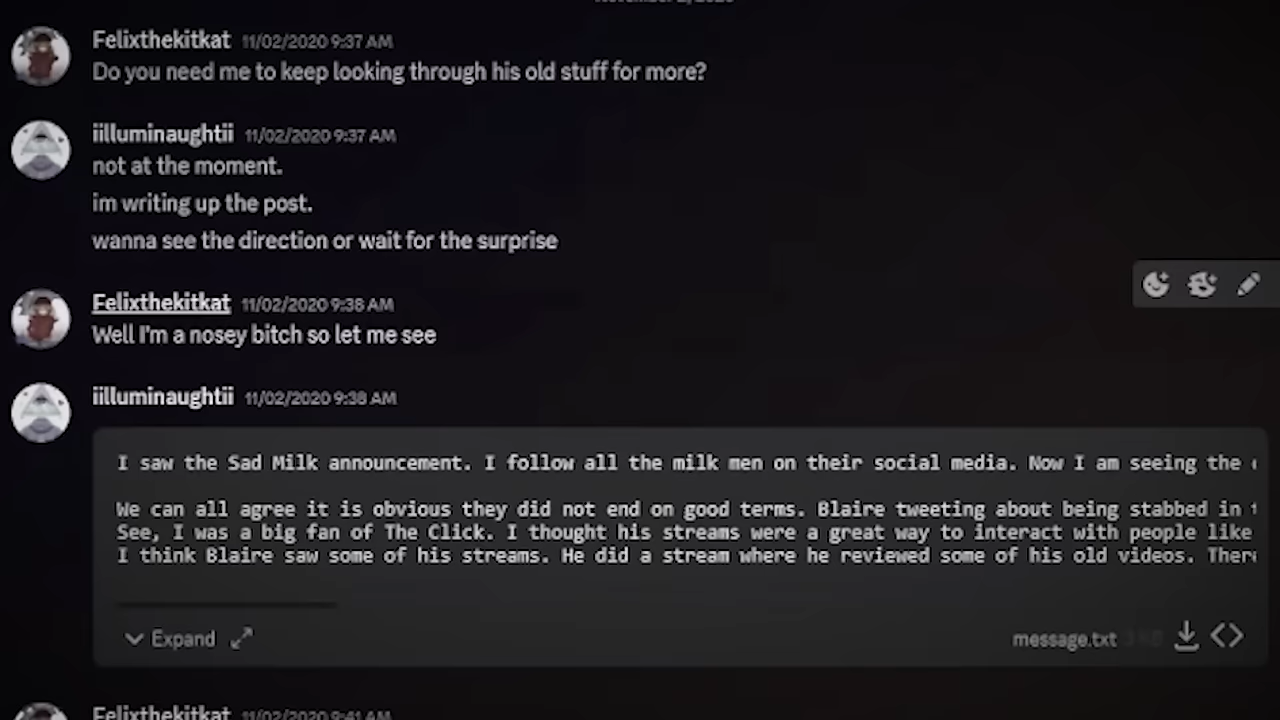 Felixthekitkat 11/02/2020 9:37 AM
Do you need me to keep looking through his old stuff for more?
iilluminaughtii 11/02/2020 9:37 AM
not at the moment.
im writing up the post.
wanna see the direction or wait for the surprise
Felixthekitkat 11/02/2020 9:38 AM
Well I'm a nosey bitch so let me see
iilluminaughtii 11/02/2020 9:38 AM
I saw the Sad Milk announcement. I follow all the milk men on their social media. Now I am seeing the
We can all agree it is obvious they did not end on good terms. Blaire tweeting about being stabbed in
See, I was a big fan of The Click. I thought his streams were a great way to interact with people like
I think Blaire saw some of his streams. He did a stream where he reviewed some of his old videos. There
Expand message.txt
Felixthekitkat 11/02/2020 9:41 AM